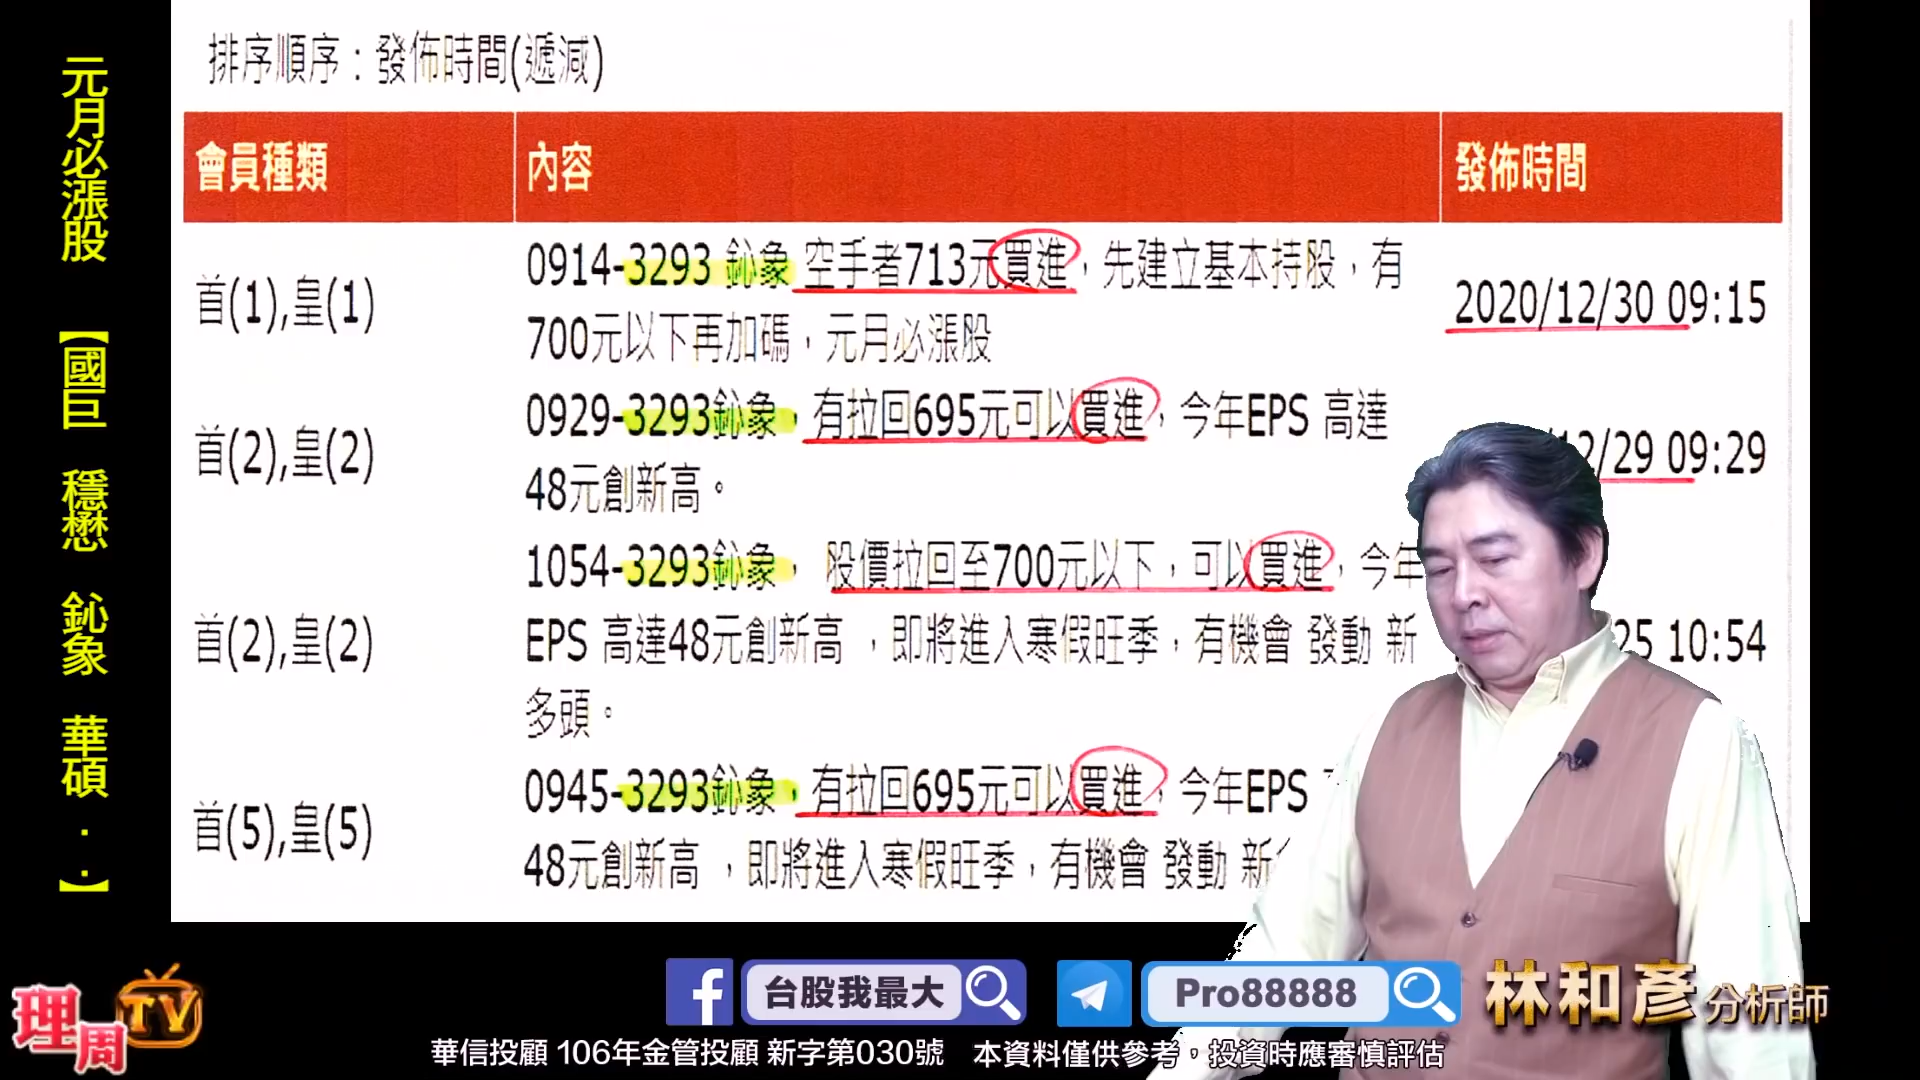 元月必漲股【國巨 穩懋 鈊象 華碩..】
排序順序：發佈時間(遞減)
會員種類 內容 發佈時間
首(1),皇(1)
0914-3293 鈊象 空手者713元買進，先建立基本持股，有
700元以下再加碼，元月必漲股
2020/12/30 09:15
首(2),皇(2)
0929-3293鈊象，有拉回695元可以買進，今年EPS 高達
48元創新高。
2/29 09:29
首(2),皇(2)
1054-3293鈊象， 股價拉回至700元以下，可以買進，今年
EPS 高達48元創新高 ，即將進入寒假旺季，有機會 發動 新
多頭。
25 10:54
首(5),皇(5)
0945-3293鈊象，有拉回695元可以買進，今年EPS
48元創新高 ，即將進入寒假旺季，有機會 發動
理周TV
台股我最大
Pro88888
林和彥分析師
華信投顧 106年金管投顧 新字第030號 本資料僅供參考，投資時應審慎評估